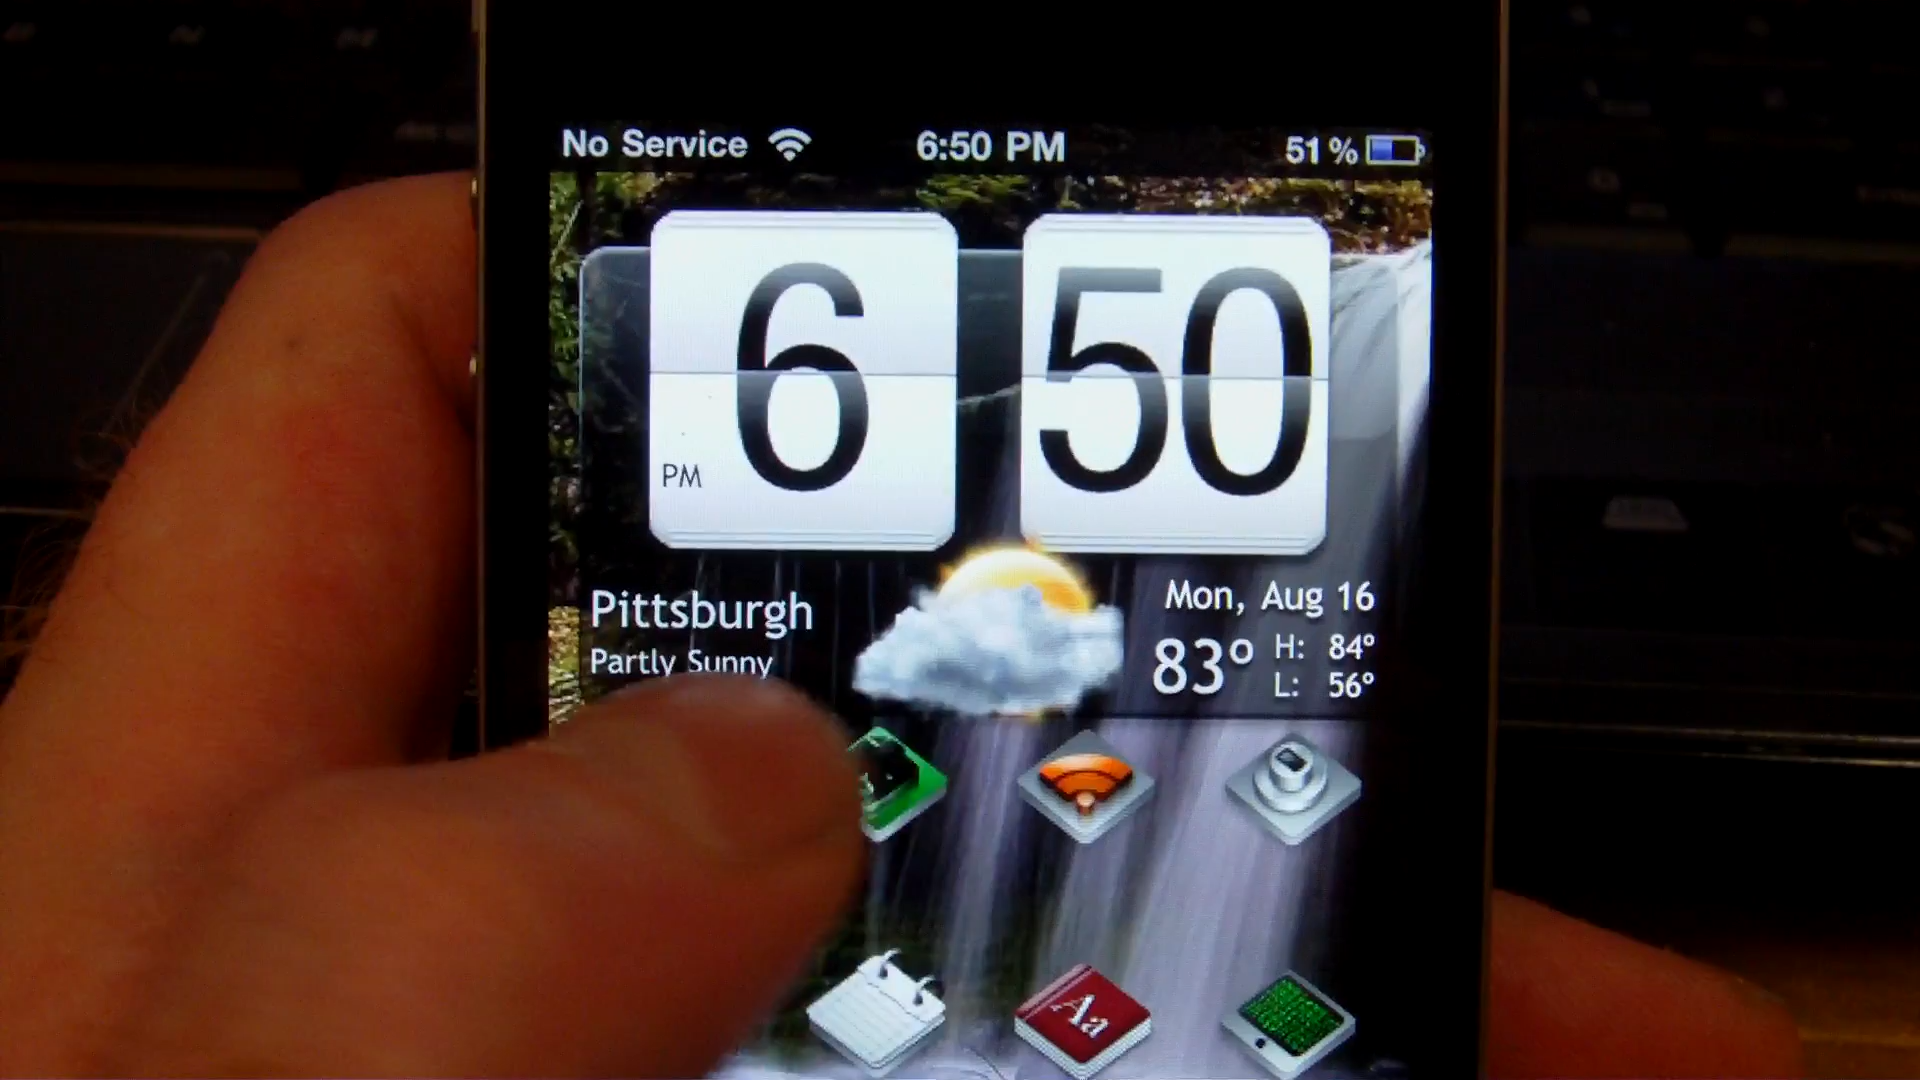 No Service 6:50 PM 51%
6 50
PM
Pittsburgh
Partly Sunny
Mon, Aug 16
83° H: 84°
L: 56°
Aa